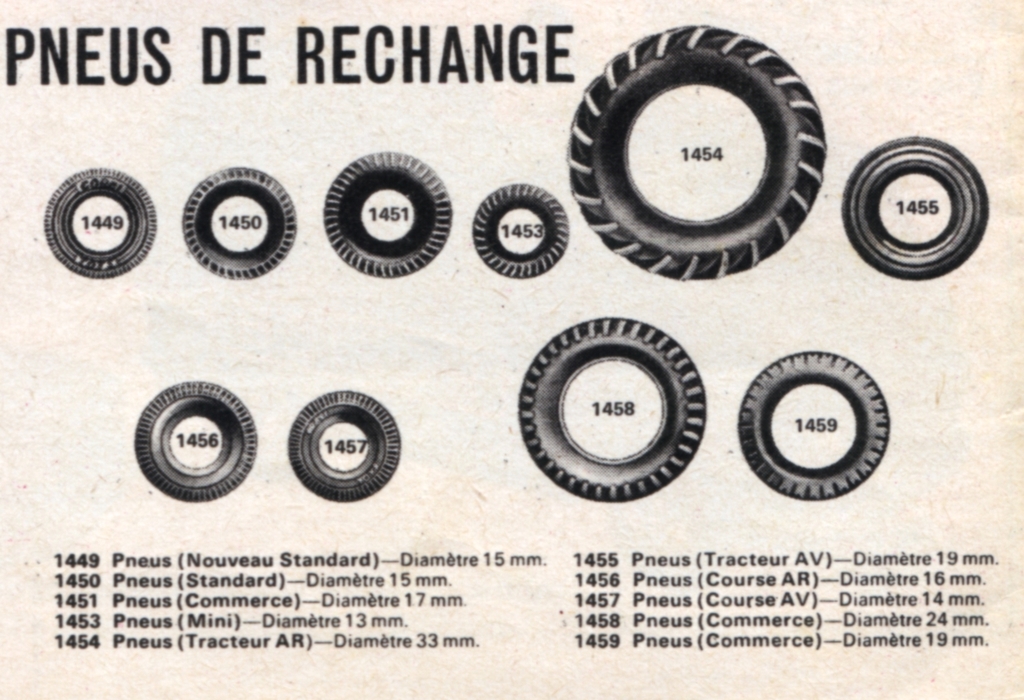 PNEUS DE RECHANGE
1454
1449
1450
1451
1453
1455
1456
1457
1458
1459
1449 Pneus (Nouveau Standard)—Diamètre 15 mm.
1450 Pneus (Standard)—Diamètre 15 mm.
1451 Pneus (Commerce)—Diamètre 17 mm.
1453 Pneus (Mini)—Diamètre 13 mm.
1454 Pneus (Tracteur AR)—Diamètre 33 mm.
1455 Pneus (Tracteur AV)—Diamètre 19 mm.
1456 Pneus (Course AR)—Diamètre 16 mm.
1457 Pneus (Course AV)—Diamètre 14 mm.
1458 Pneus (Commerce)—Diamètre 24 mm.
1459 Pneus (Commerce)—Diamètre 19 mm.